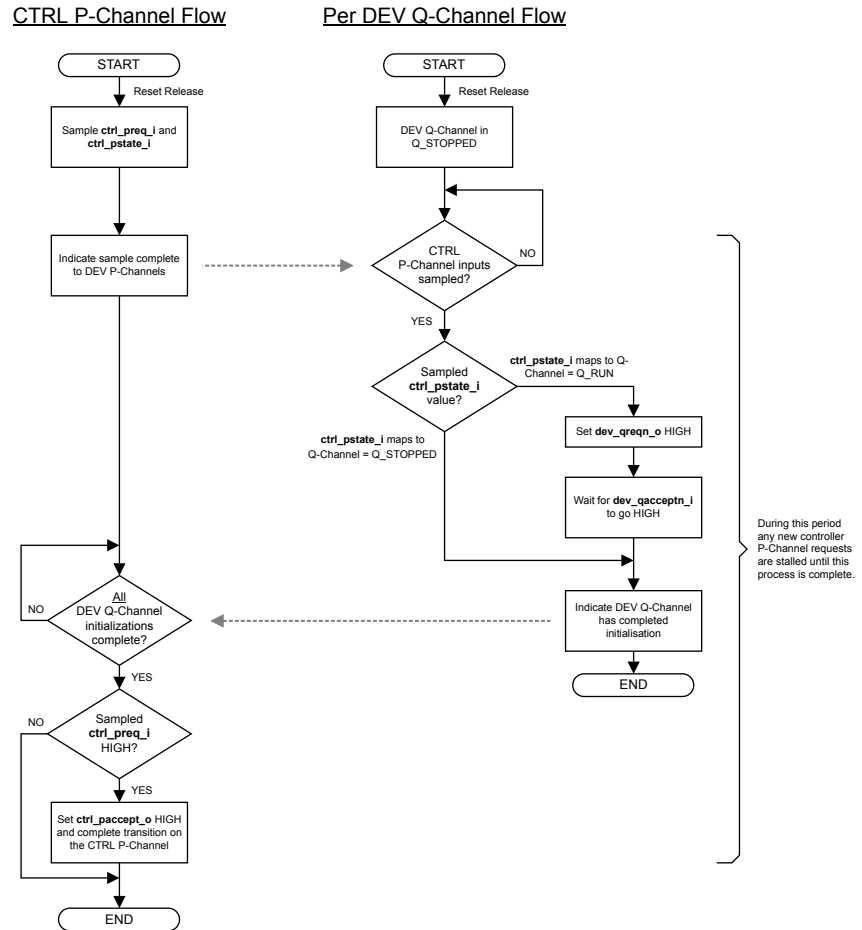 CTRL P-Channel Flow
START
Reset Release
Sample ctrl_preq_i and
ctrl_pstate_i
Indicate sample complete
to DEV P-Channels
All
DEV Q-Channel
initializations
complete?
NO
YES
Sampled
ctrl_preq_i
HIGH?
NO
YES
Set ctrl_paccept_o HIGH
and complete transition on
the CTRL P-Channel
END
Per DEV Q-Channel Flow
START
Reset Release
DEV Q-Channel in
Q_STOPPED
CTRL
P-Channel inputs
sampled?
NO
YES
Sampled
ctrl_pstate_i
value?
ctrl_pstate_i maps to Q-
Channel = Q_RUN
ctrl_pstate_i maps to
Q-Channel = Q_STOPPED
Set dev_qreqn_o HIGH
Wait for dev_qacceptn_i
to go HIGH
Indicate DEV Q-Channel
has completed
initialisation
END
During this period
any new controller
P-Channel requests
are stalled until this
process is complete.